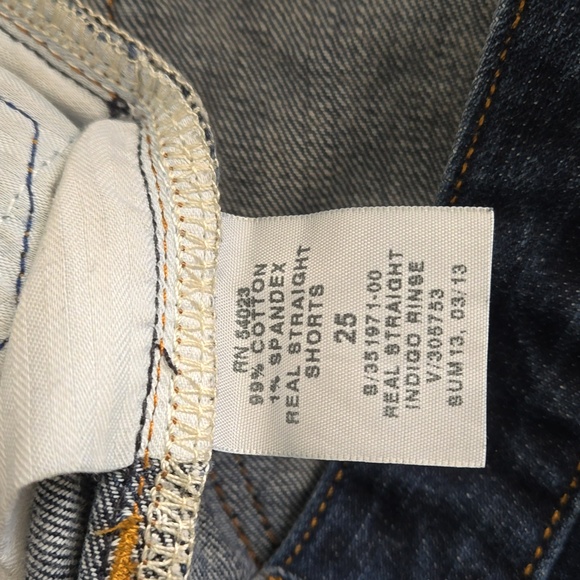 RN 54023
99% COTTON
1% SPANDEX
REAL STRAIGHT
SHORTS
25
S/351971-00
REAL STRAIGHT
INDIGO RINSE
V/305753
SUM13, 03/13